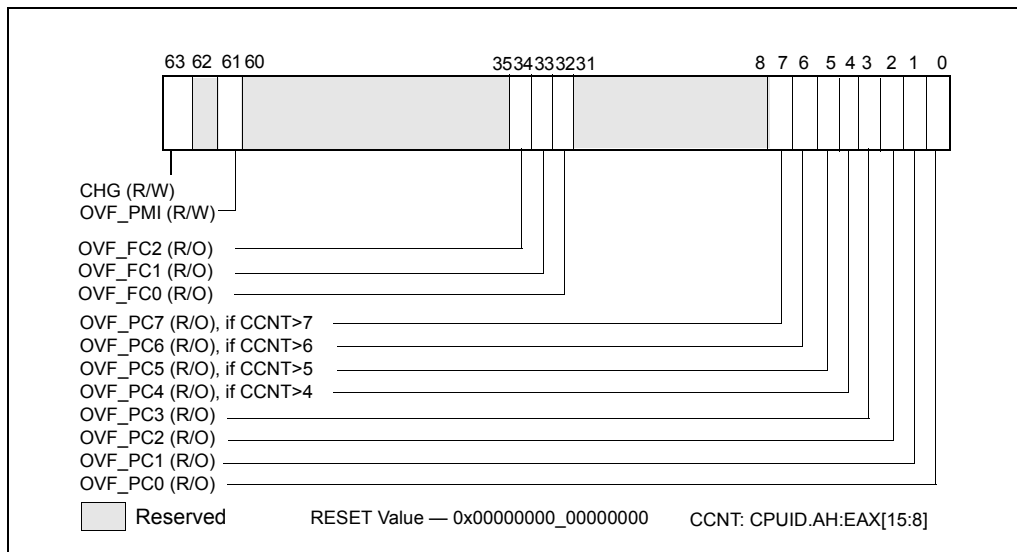 63 62 61 60 35 34 33 32 31 8 7 6 5 4 3 2 1 0
CHG (R/W)
OVF_PMI (R/W)
OVF_FC2 (R/O)
OVF_FC1 (R/O)
OVF_FC0 (R/O)
OVF_PC7 (R/O), if CCNT>7
OVF_PC6 (R/O), if CCNT>6
OVF_PC5 (R/O), if CCNT>5
OVF_PC4 (R/O), if CCNT>4
OVF_PC3 (R/O)
OVF_PC2 (R/O)
OVF_PC1 (R/O)
OVF_PC0 (R/O)
Reserved RESET Value — 0x00000000_00000000 CCNT: CPUID.AH:EAX[15:8]